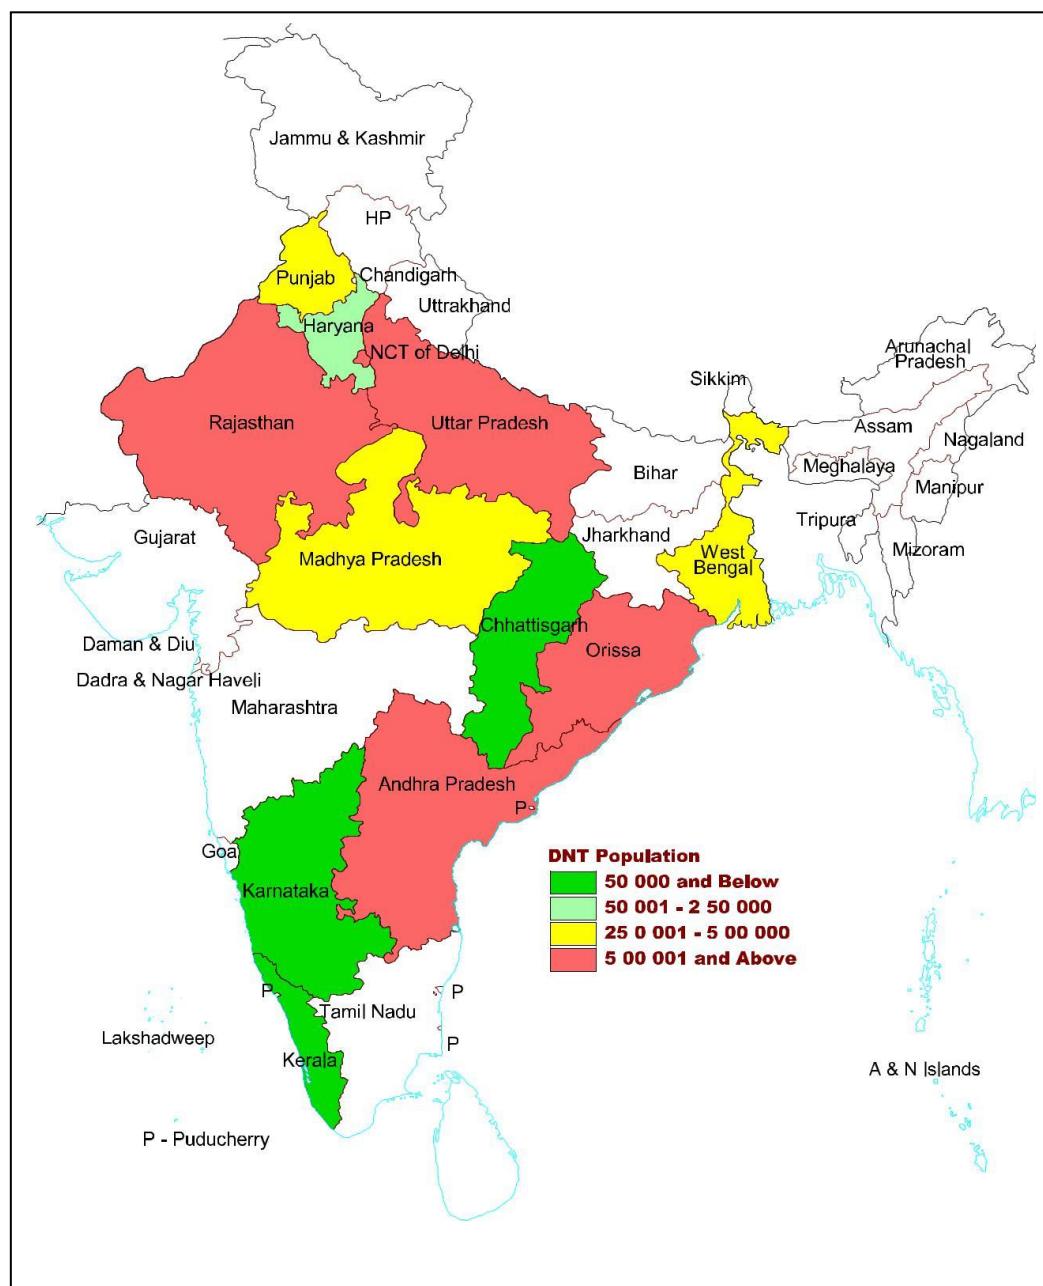 Jammu & Kashmir
HP
Punjab
Chandigarh
Uttrakhand
Haryana
NCT of Delhi
Arunachal
Pradesh
Sikkim
Rajasthan
Uttar Pradesh
Assam
Nagaland
Bihar
Meghalaya
Manipur
Tripura
Gujarat
Jharkhand
Mizoram
Madhya Pradesh
West
Bengal
Chhattisgarh
Daman & Diu
Orissa
Dadra & Nagar Haveli
Maharashtra
Andhra Pradesh
P
Goa
DNT Population
50 000 and Below
50 001 - 2 50 000
25 0 001 - 5 00 000
5 00 001 and Above
Karnataka
P
P
Tamil Nadu
Lakshadweep
P
Kerala
A & N Islands
P - Puducherry